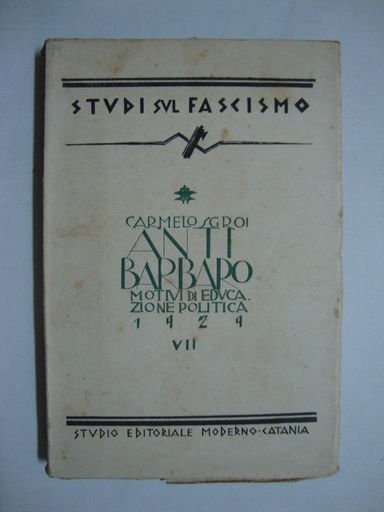 STVDI SVL FASCISMO
CARMELO SGROI
ANTI
BARBARO
MOTIVI DI EDVCA-
ZIONE POLITICA
1929
VII
STVDIO EDITORIALE MODERNO·CATANIA